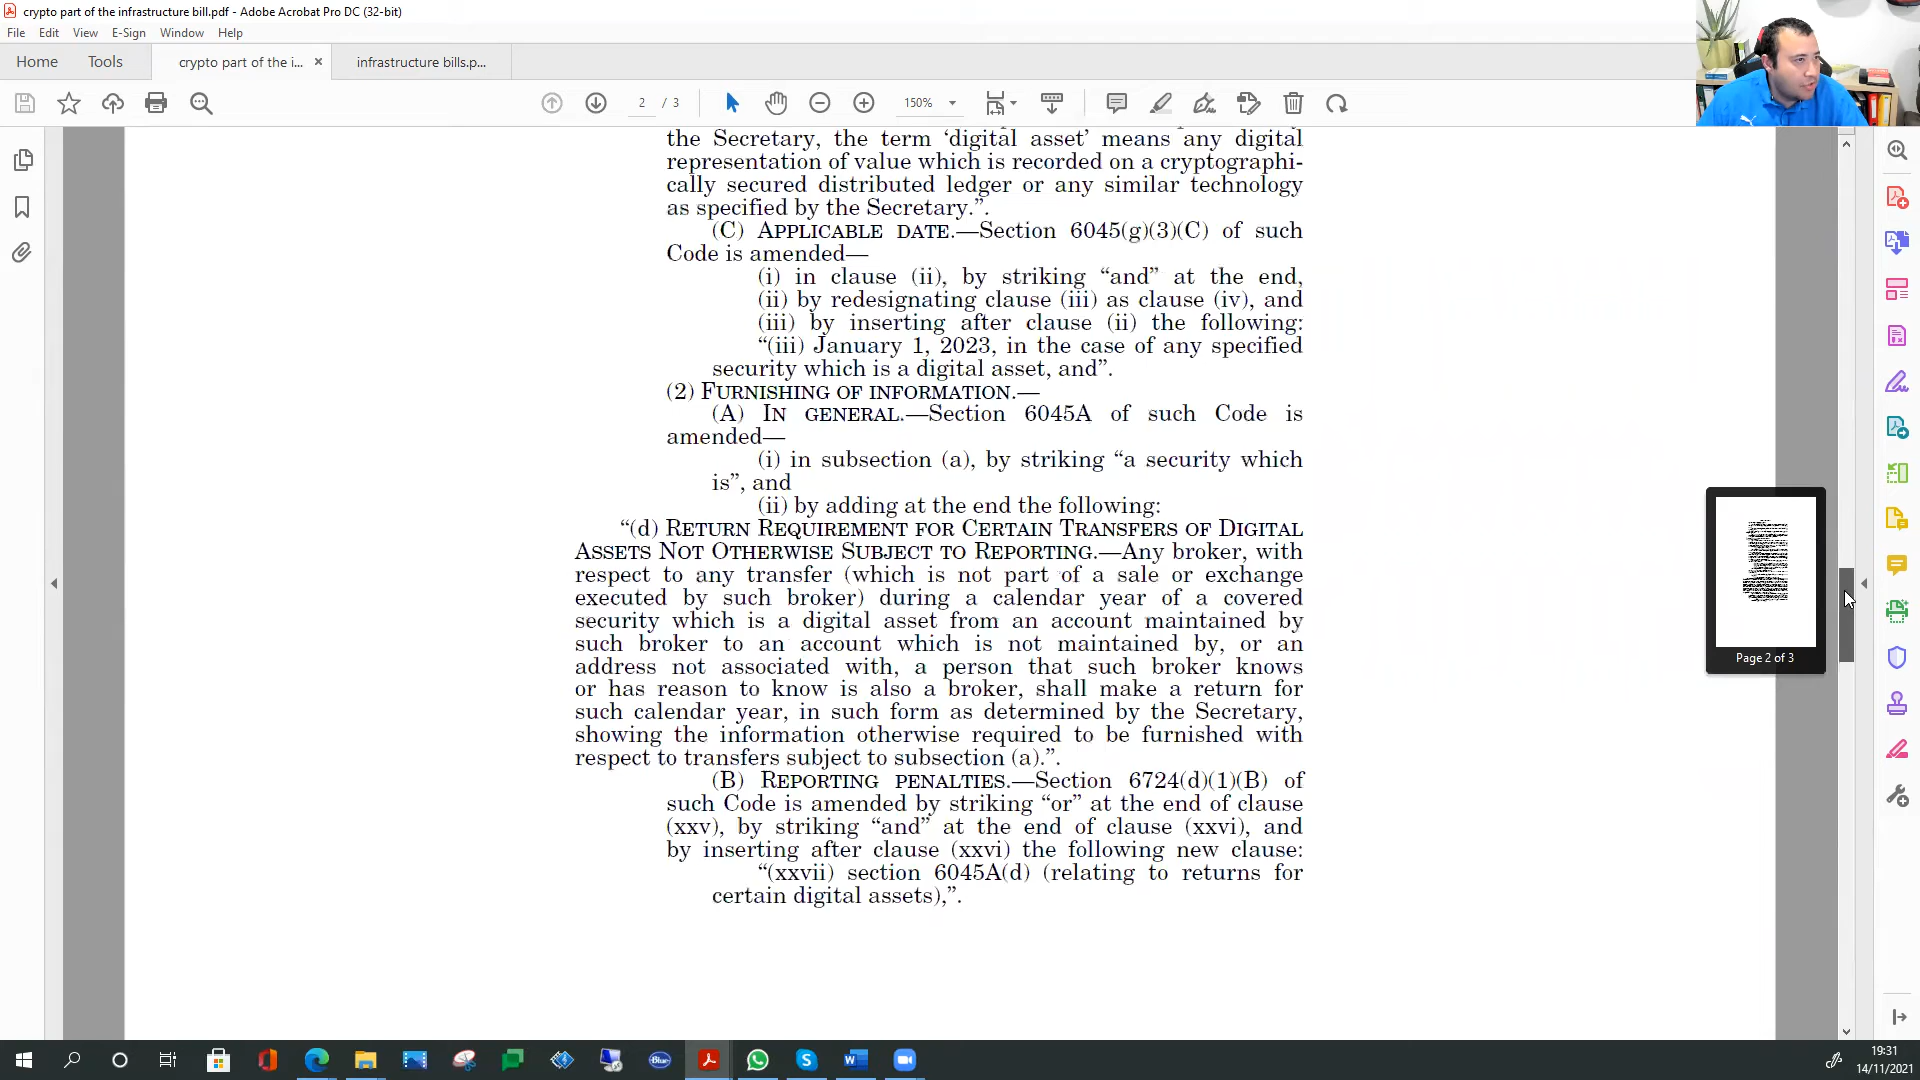 crypto part of the infrastructure bill.pdf - Adobe Acrobat Pro DC (32-bit)
File Edit View E-Sign Window Help
Home Tools crypto part of the i... × infrastructure bills.p...
2 / 3 150%
the Secretary, the term ‘digital asset’ means any digital
representation of value which is recorded on a cryptographi-
cally secured distributed ledger or any similar technology
as specified by the Secretary.”.
(C) APPLICABLE DATE.—Section 6045(g)(3)(C) of such
Code is amended—
(i) in clause (ii), by striking “and” at the end,
(ii) by redesignating clause (iii) as clause (iv), and
(iii) by inserting after clause (ii) the following:
“(iii) January 1, 2023, in the case of any specified
security which is a digital asset, and”.
(2) FURNISHING OF INFORMATION.—
(A) IN GENERAL.—Section 6045A of such Code is
amended—
(i) in subsection (a), by striking “a security which
is”, and
(ii) by adding at the end the following:
“(d) RETURN REQUIREMENT FOR CERTAIN TRANSFERS OF DIGITAL
ASSETS NOT OTHERWISE SUBJECT TO REPORTING.—Any broker, with
respect to any transfer (which is not part of a sale or exchange
executed by such broker) during a calendar year of a covered
security which is a digital asset from an account maintained by
such broker to an account which is not maintained by, or an
address not associated with, a person that such broker knows
or has reason to know is also a broker, shall make a return for
such calendar year, in such form as determined by the Secretary,
showing the information otherwise required to be furnished with
respect to transfers subject to subsection (a).”.
(B) REPORTING PENALTIES.—Section 6724(d)(1)(B) of
such Code is amended by striking “or” at the end of clause
(xxv), by striking “and” at the end of clause (xxvi), and
by inserting after clause (xxvi) the following new clause:
“(xxvii) section 6045A(d) (relating to returns for
certain digital assets),”.
Page 2 of 3
19:31
14/11/2021